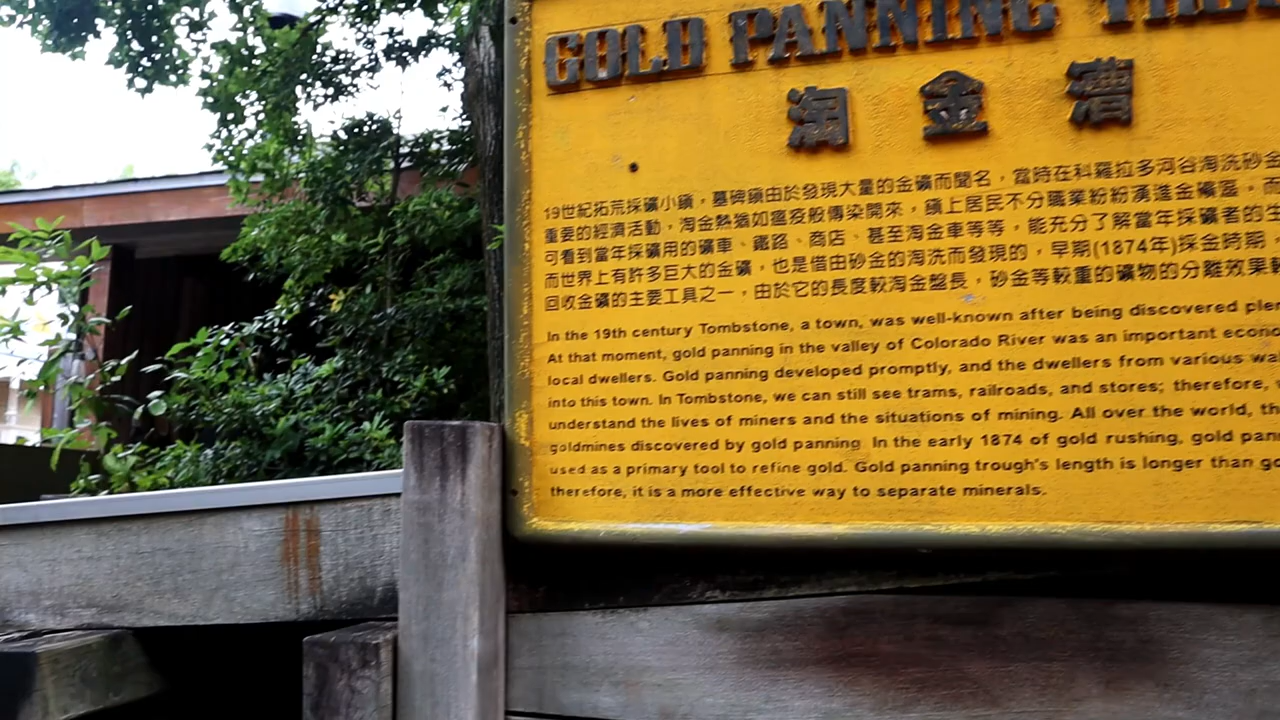 GOLD PANNING
淘金漕
19世紀拓荒採礦小鎮，墓碑鎮由於發現大量的金礦而聞名，當時在科羅拉多河谷淘洗砂金
重要的經濟活動，淘金熱猶如瘟疫般傳染開來，鎮上居民不分職業紛紛湧進金礦區，而
可看到當年採礦用的礦車、鐵路、商店、甚至淘金車等等，能充分了解當年採礦者的生
而世界上有許多巨大的金礦，也是借由砂金的淘洗而發現的，早期(1874年)採金時期，
回收金礦的主要工具之一，由於它的長度較淘金盤長，砂金等較重的礦物的分離效果較
In the 19th century Tombstone, a town, was well-known after being discovered
At that moment, gold panning in the valley of Colorado River was an important
local dwellers. Gold panning developed promptly, and the dwellers from various
into this town. In Tombstone, we can still see trams, railroads, and stores; therefore,
understand the lives of miners and the situations of mining. All over the world,
goldmines discovered by gold panning. In the early 1874 of gold rushing, gold
used as a primary tool to refine gold. Gold panning trough's length is longer than
therefore, it is a more effective way to separate minerals.